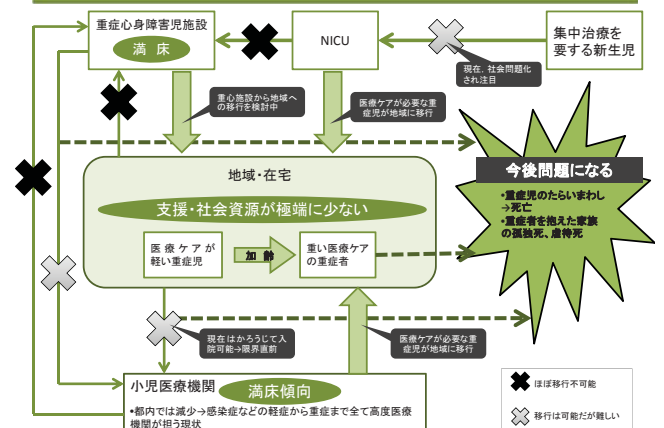 重症心身障害児施設
満 床
NICU
集中治療を
要する新生児
現在、社会問題化
され注目
重心施設から地域へ
の移行を検討中
医療ケアが必要な重
症児が地域に移行
地域・在宅
支援・社会資源が極端に少ない
医療ケアが
軽い重症児
加 齢
重い医療ケア
の重症者
今後問題になる
•重症児のたらいまわし
→死亡
•重症者を抱えた家族
の孤独死、虐待死
現在はかろうじて入
院可能→限界直前
医療ケアが必要な重
症児が地域に移行
小児医療機関
満床傾向
•都内では減少→感染症などの軽症から重症まで全て高度医療
機関が担う現状
ほぼ移行不可能
移行は可能だが難しい